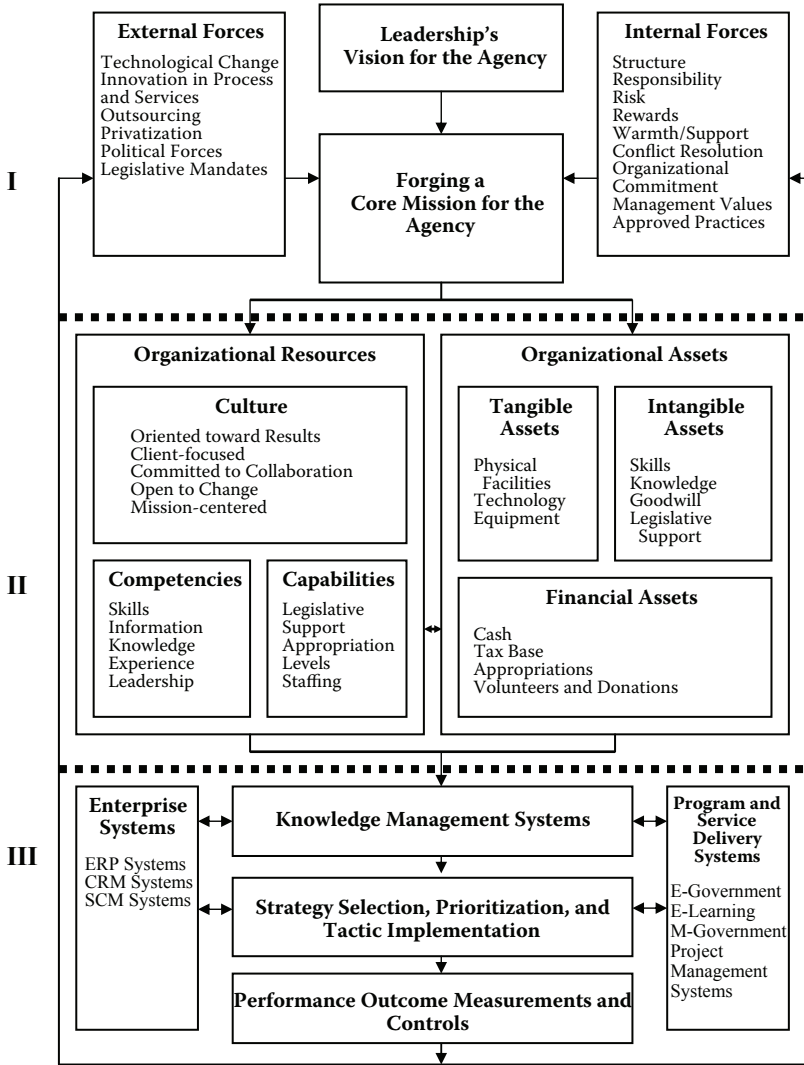 External Forces
Technological Change
Innovation in Process
and Services
Outsourcing
Privatization
Political Forces
Legislative Mandates
Leadership's
Vision for the Agency
Internal Forces
Structure
Responsibility
Risk
Rewards
Warmth/Support
Conflict Resolution
Organizational
Commitment
Management Values
Approved Practices
I
Forging a
Core Mission for the
Agency
Organizational Resources
Culture
Oriented toward Results
Client-focused
Committed to Collaboration
Open to Change
Mission-centered
Competencies
Skills
Information
Knowledge
Experience
Leadership
Capabilities
Legislative
Support
Appropriation
Levels
Staffing
Organizational Assets
Tangible
Assets
Physical
Facilities
Technology
Equipment
Intangible
Assets
Skills
Knowledge
Goodwill
Legislative
Support
Financial Assets
Cash
Tax Base
Appropriations
Volunteers and Donations
II
Enterprise
Systems
ERP Systems
CRM Systems
SCM Systems
III
Knowledge Management Systems
Strategy Selection, Prioritization, and
Tactic Implementation
Performance Outcome Measurements and
Controls
Program and
Service
Delivery
Systems
E-Government
E-Learning
M-Government
Project
Management
Systems